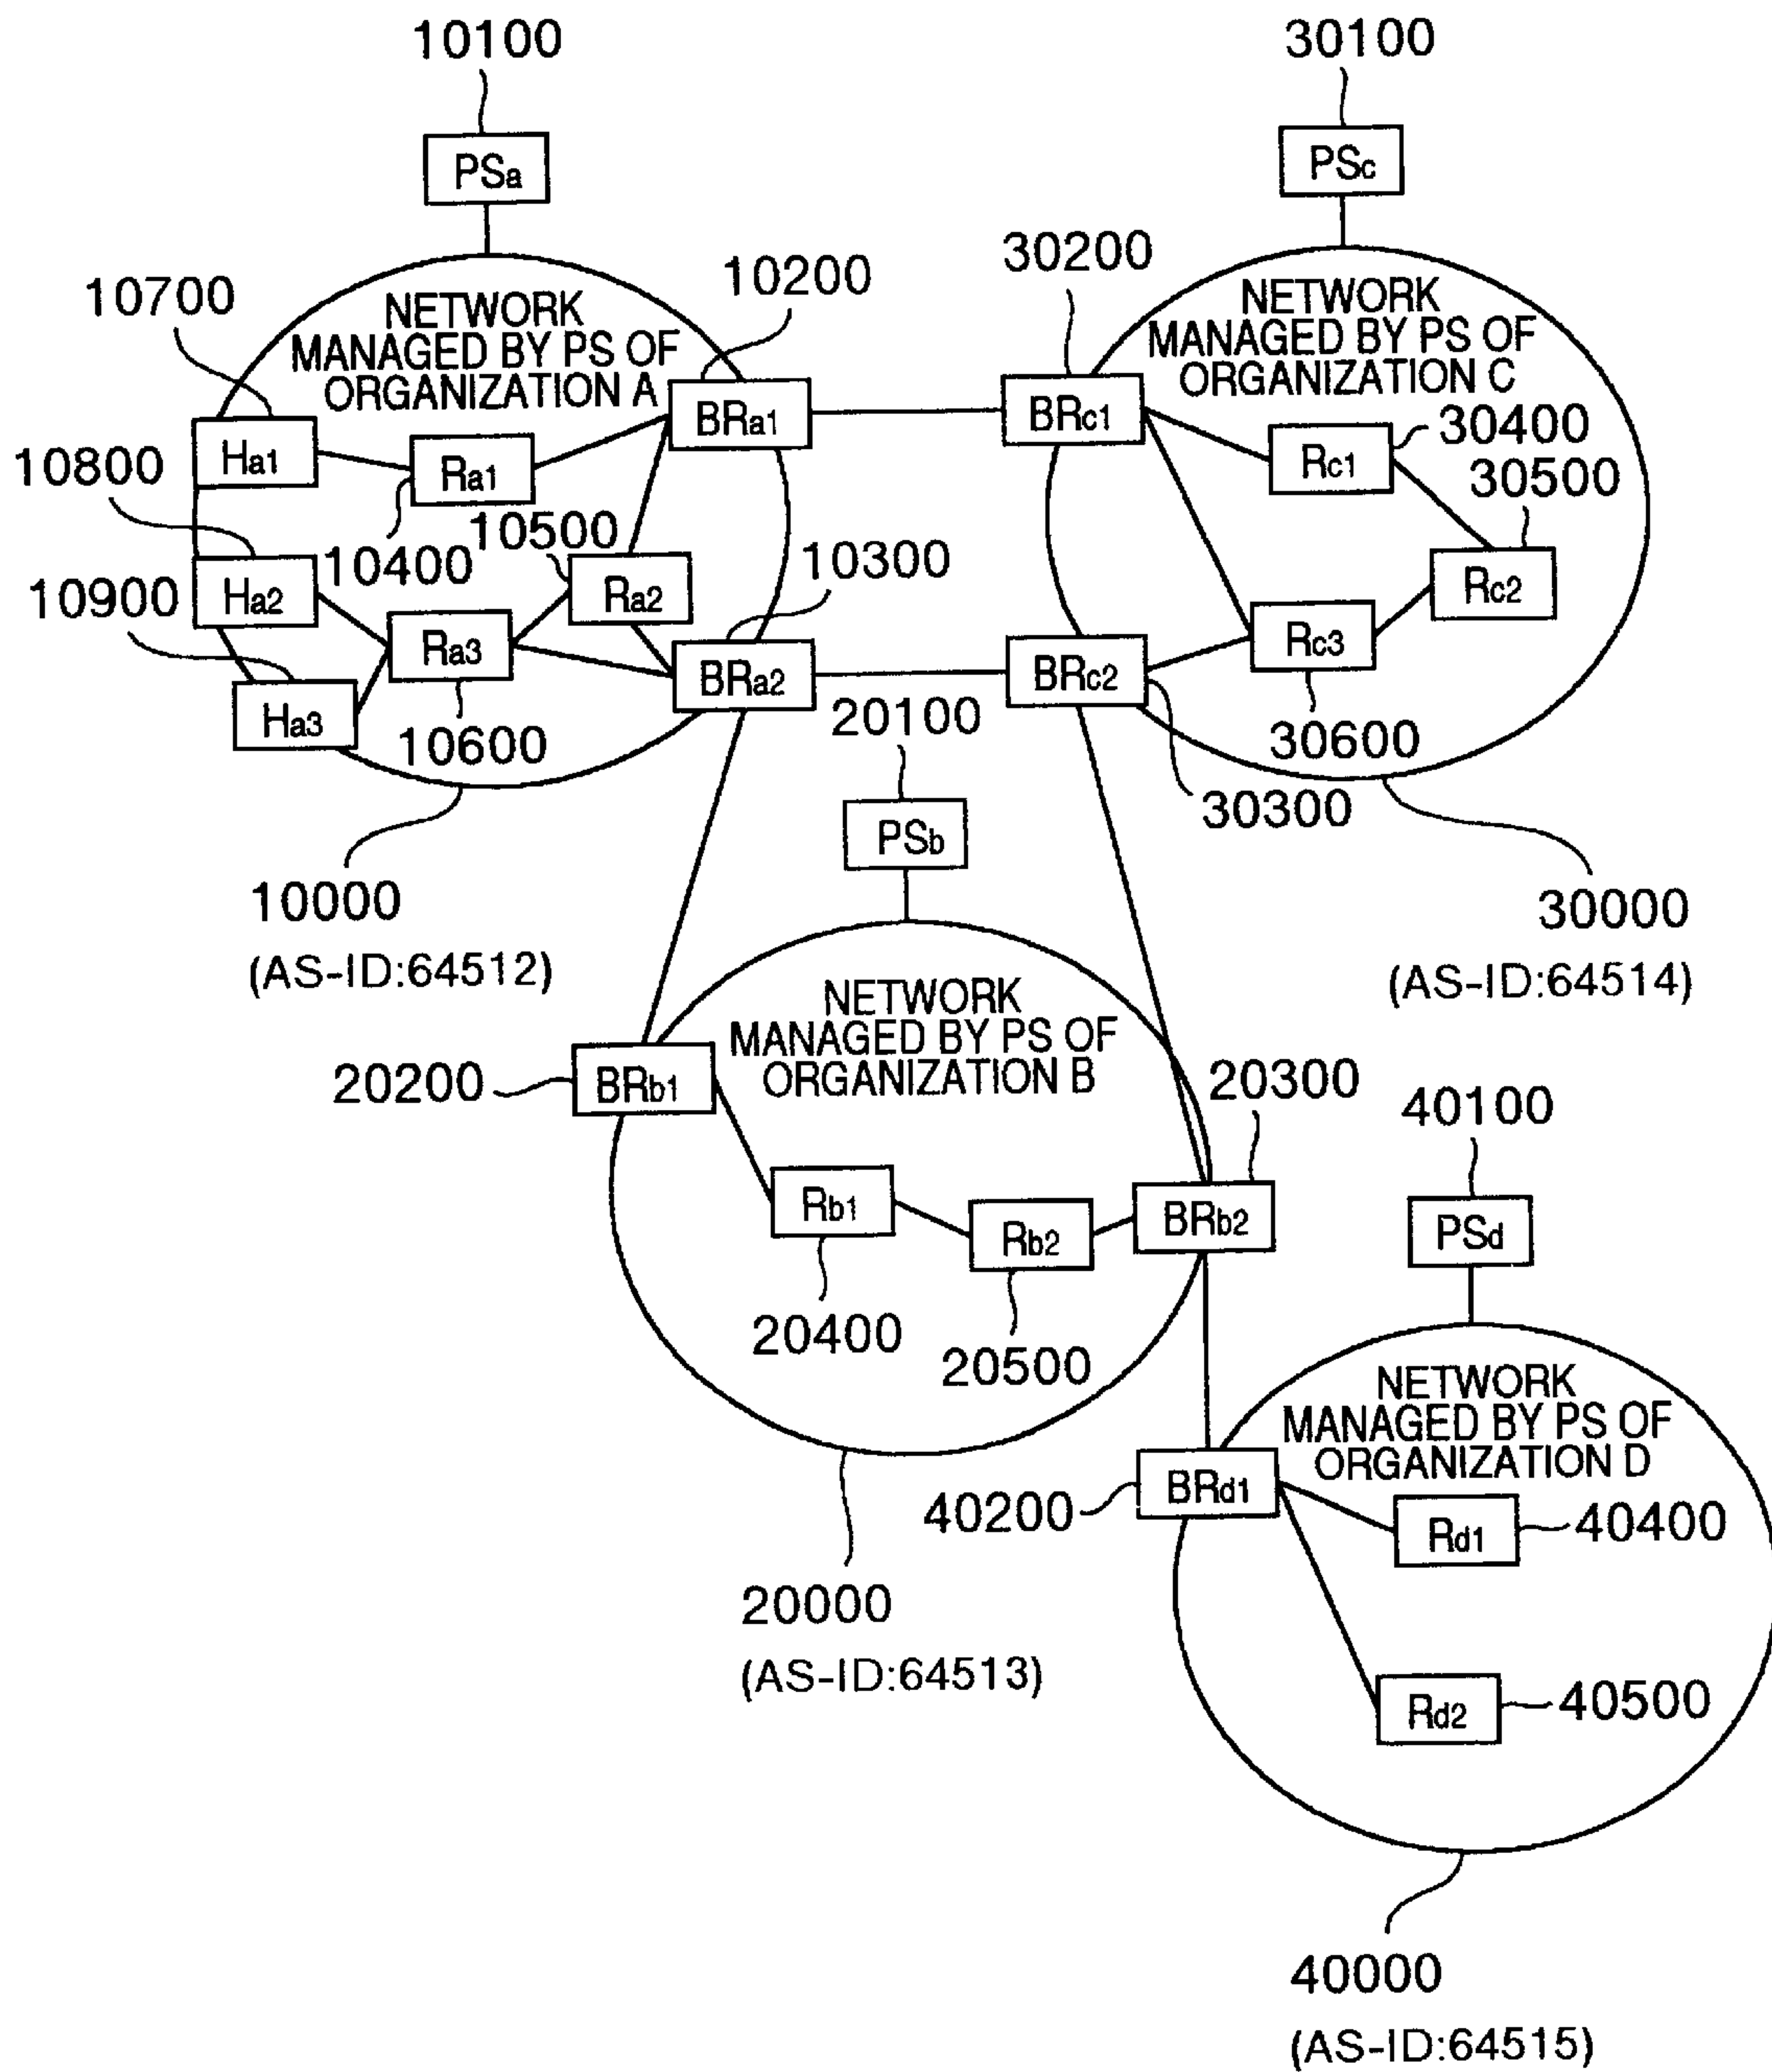 10100
30100
PSa
PSc
10700
10200
30200
NETWORK
MANAGED BY PS OF
ORGANIZATION A
NETWORK
MANAGED BY PS OF
ORGANIZATION C
BRa1
BRc1
Ha1
Ra1
Rc1
30400
10800
30500
10400
10500
10300
Ha2
Ra2
Rc2
10900
Ra3
Rc3
BRa2
BRc2
Ha3
10600
20100
30600
30300
PSb
10000
(AS-ID:64512)
30000
(AS-ID:64514)
NETWORK
MANAGED BY PS OF
ORGANIZATION B
20200
BRb1
20300
40100
Rb1
Rb2
BRb2
PSd
20400
20500
NETWORK
MANAGED BY PS OF
ORGANIZATION D
40200
BRd1
Rd1
40400
20000
(AS-ID:64513)
Rd2
40500
40000
(AS-ID:64515)